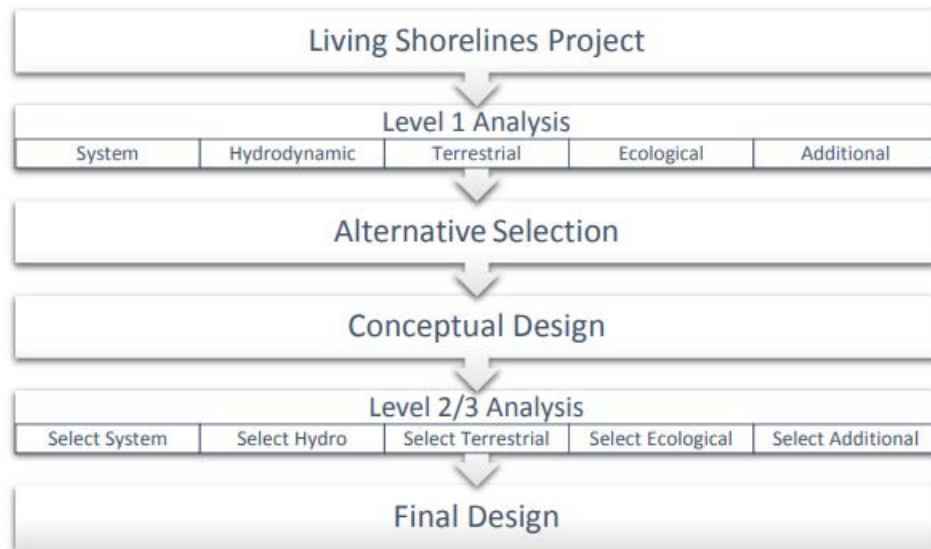 Living Shorelines Project
Level 1 Analysis
System Hydrodynamic Terrestrial Ecological Additional
Alternative Selection
Conceptual Design
Level 2/3 Analysis
Select System Select Hydro Select Terrestrial Select Ecological Select Additional
Final Design